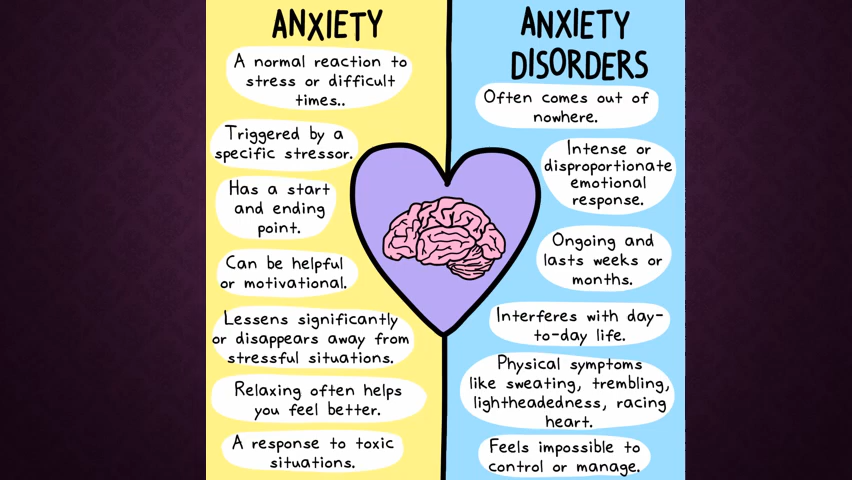 ANXIETY
A normal reaction to
stress or difficult
times..
Triggered by a
specific stressor.
Has a start
and ending
point.
Can be helpful
or motivational.
Lessens significantly
or disappears away from
stressful situations.
Relaxing often helps
you feel better.
A response to toxic
situations.
ANXIETY
DISORDERS
Often comes out of
nowhere.
Intense or
disproportionate
emotional
response.
Ongoing and
lasts weeks or
months.
Interferes with day-
to-day life.
Physical symptoms
like sweating, trembling,
lightheadedness, racing
heart.
Feels impossible to
control or manage.